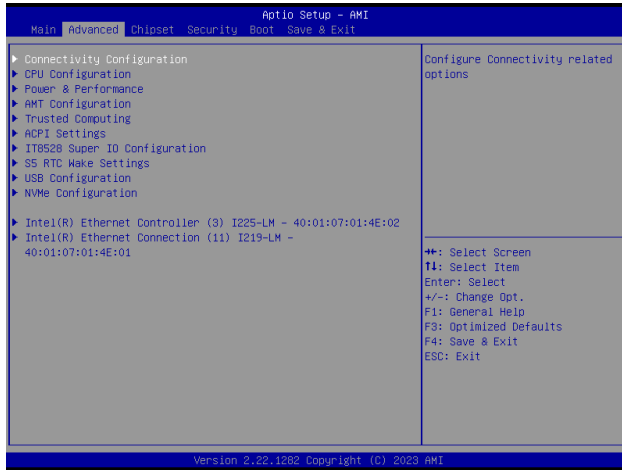 Aptio Setup - AMI
Main Advanced Chipset Security Boot Save & Exit
Connectivity Configuration
CPU Configuration
Power & Performance
AMT Configuration
Trusted Computing
ACPI Settings
IT8528 Super IO Configuration
S5 RTC Wake Settings
USB Configuration
NVMe Configuration
Intel(R) Ethernet Controller (3) I225-LM - 40:01:07:01:4E:02
Intel(R) Ethernet Connection (11) I219-LM -
40:01:07:01:4E:01
Configure Connectivity related
options
→←: Select Screen
↑↓: Select Item
Enter: Select
+/-: Change Opt.
F1: General Help
F3: Optimized Defaults
F4: Save & Exit
ESC: Exit
Version 2.22.1282 Copyright (C) 2023 AMI